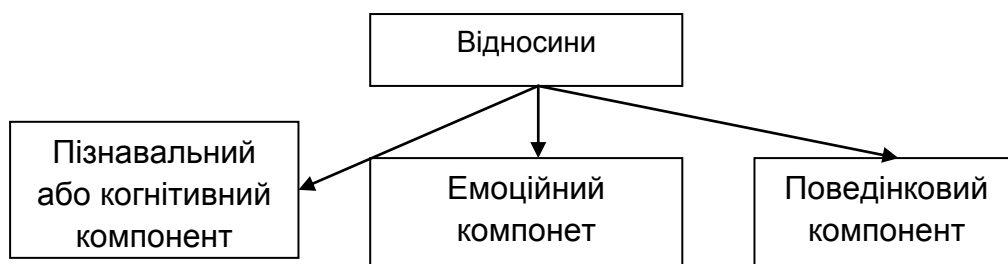 Відносини
Пізнавальний
або когнітивний
компонент
Емоційний
компонет
Поведінковий
компонент